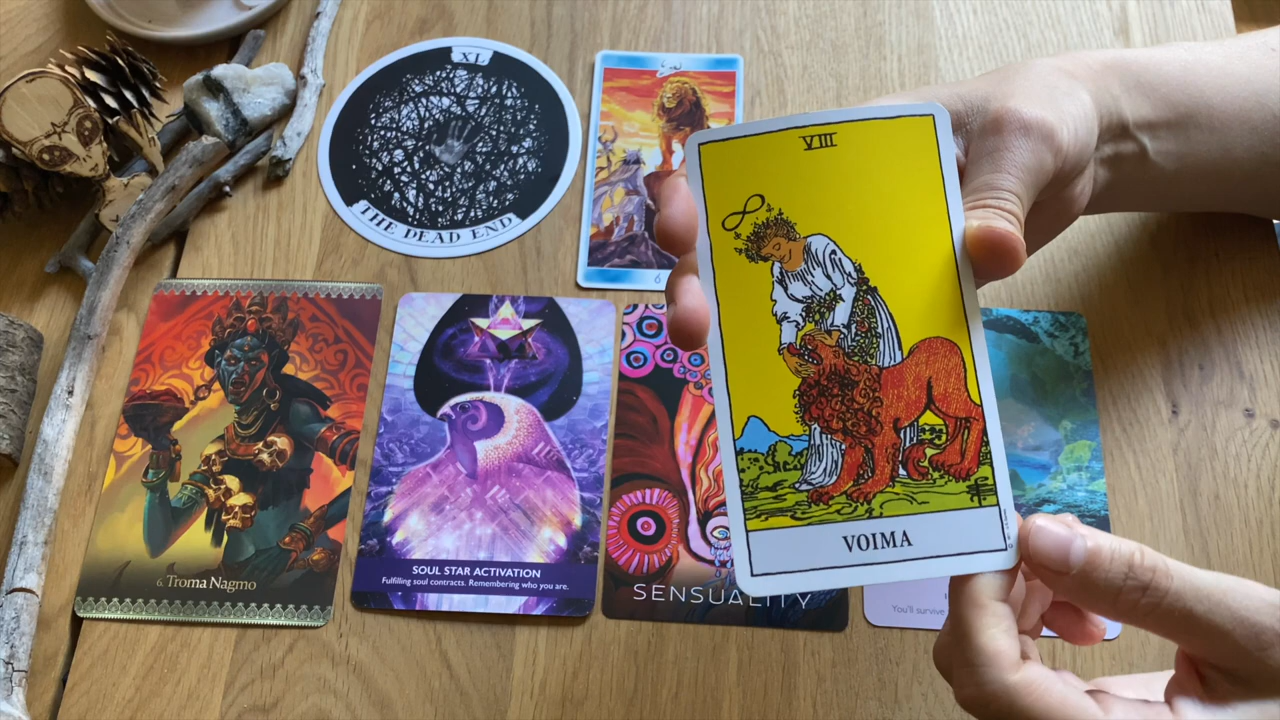 XL
THE DEAD END
VIII
VOIMA
6. Troma Nagmo
SOUL STAR ACTIVATION
Fulfilling soul contracts. Remembering who you are.
SENSUALITY
You'll survive